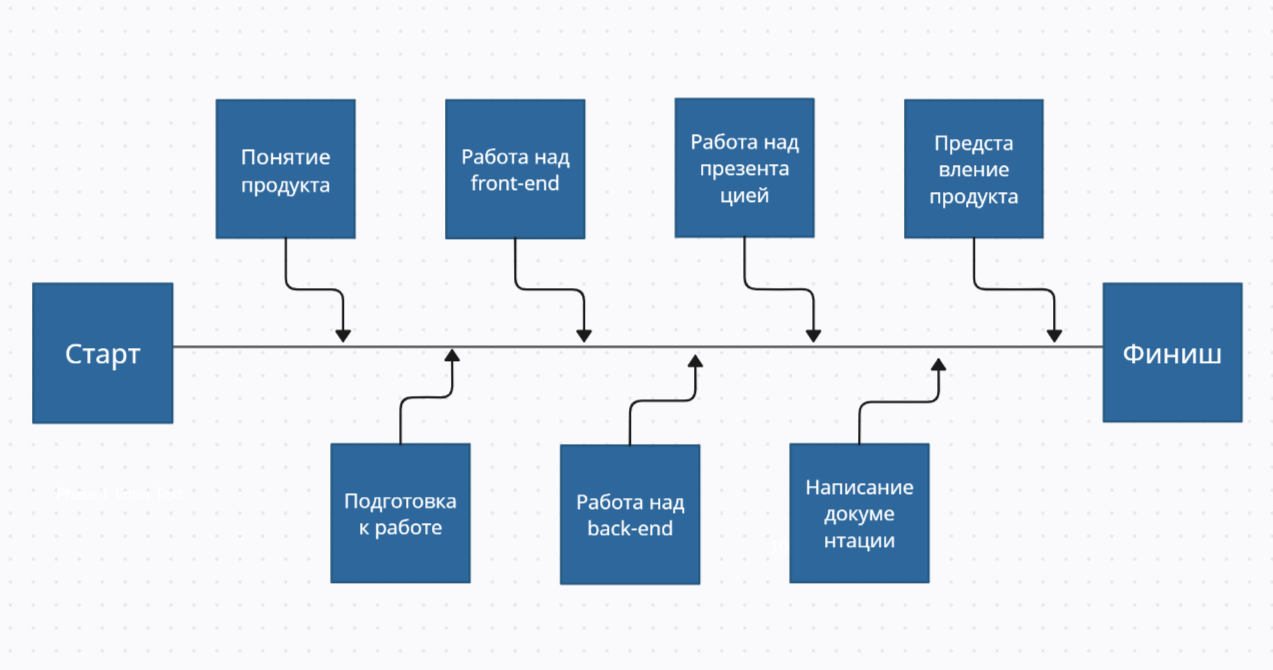 Понятие
продукта
Работа над
front-end
Работа над
презента
цией
Предста
вление
продукта
Старт
Финиш
Подготовка
к работе
Работа над
back-end
Написание
докуме
нтации